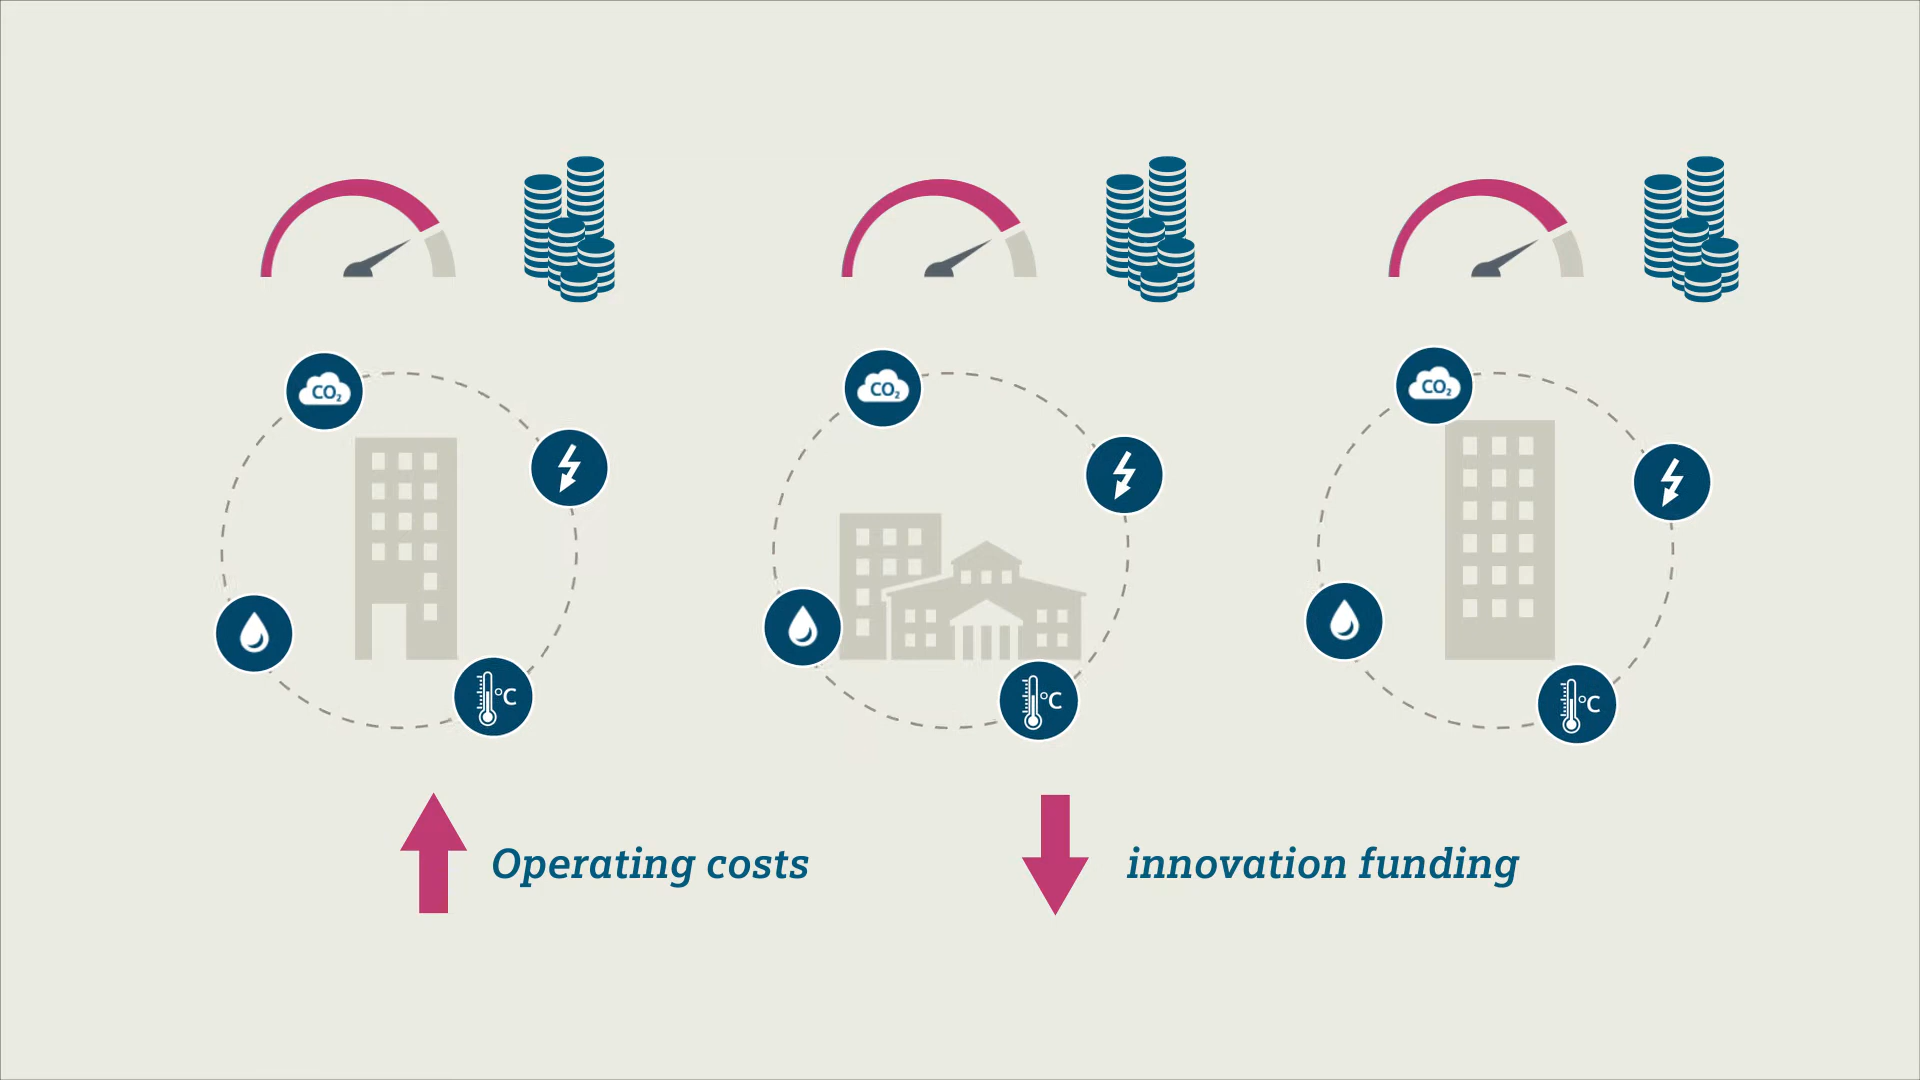 CO₂
CO₂
CO₂
°C
°C
°C
Operating costs
innovation funding